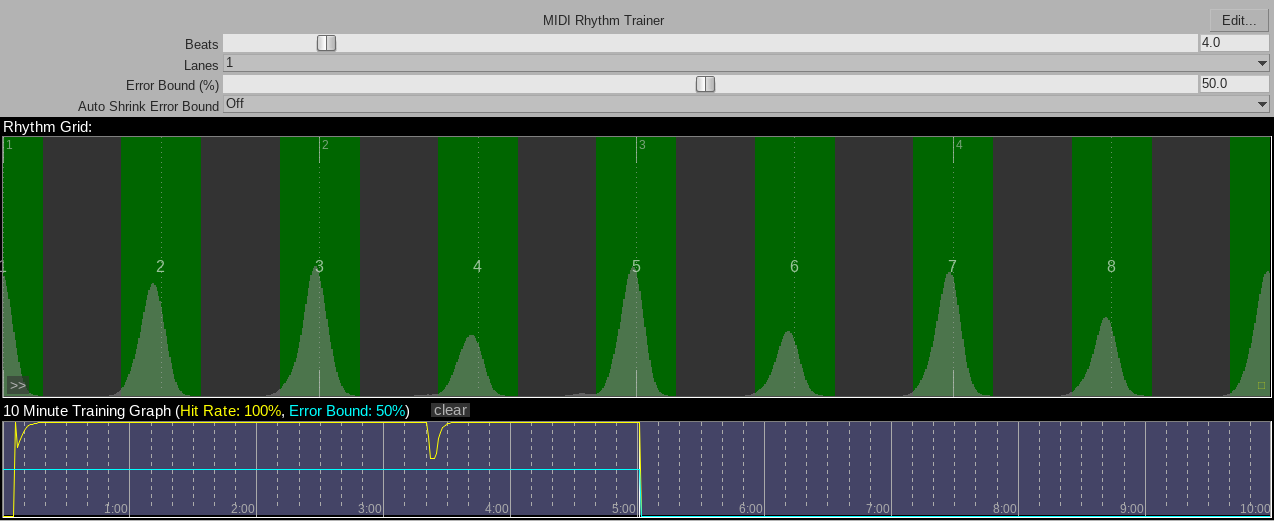 MIDI Rhythm Trainer Edit...
Beats 4.0
Lanes 1
Error Bound (%) 50.0
Auto Shrink Error Bound Off
Rhythm Grid:
1 2 3 4
1 2 3 4 5 6 7 8
>>
10 Minute Training Graph (Hit Rate: 100%, Error Bound: 50%) clear
1:00 2:00 3:00 4:00 5:00 6:00 7:00 8:00 9:00 10:00